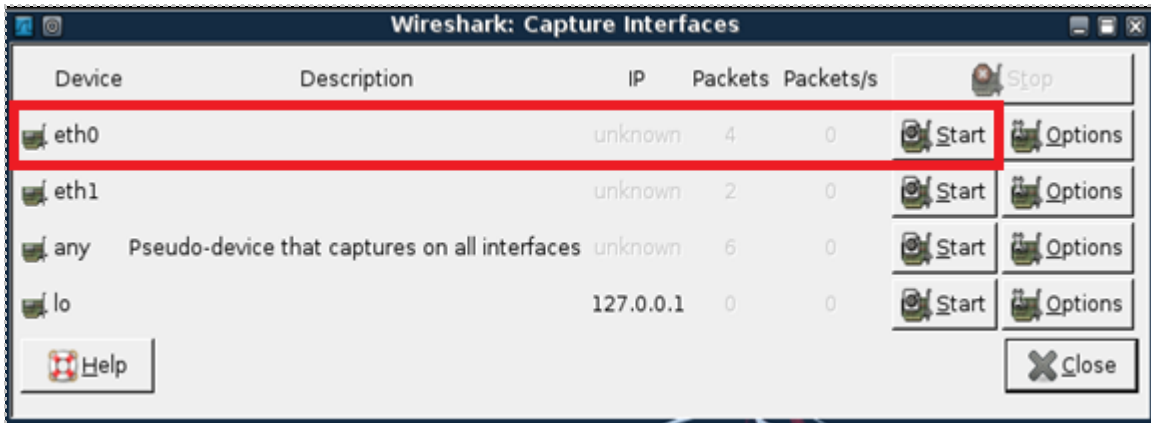 Wireshark: Capture Interfaces
Device Description IP Packets Packets/s Stop
eth0 unknown 4 0 Start Options
eth1 unknown 2 0 Start Options
any Pseudo-device that captures on all interfaces unknown 6 0 Start Options
lo 127.0.0.1 0 0 Start Options
Help Close